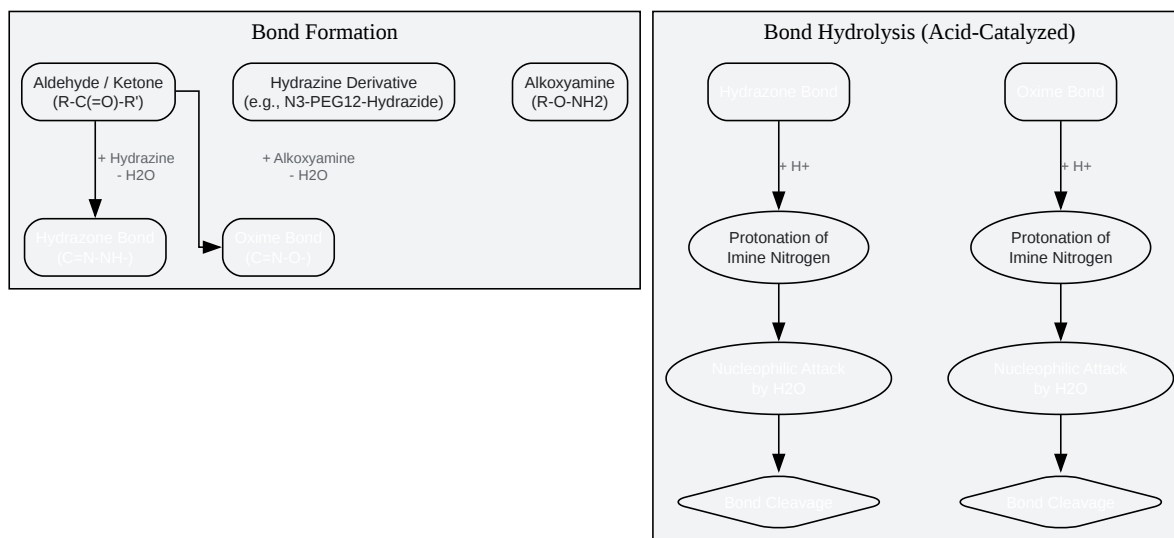 Bond Formation
Aldehyde / Ketone
(R-C(=O)-R')
Hydrazine Derivative
(e.g., N3-PEG12-Hydrazide)
Alkoxyamine
(R-O-NH2)
+ Hydrazine
- H2O
+ Alkoxyamine
- H2O
Hydrazone Bond
(C=N-NH-)
Oxime Bond
(C=N-O-)
Bond Hydrolysis (Acid-Catalyzed)
Hydrazone Bond
Oxime Bond
+ H+
+ H+
Protonation of
Imine Nitrogen
Protonation of
Imine Nitrogen
Nucleophilic Attack
by H2O
Nucleophilic Attack
by H2O
Bond Cleavage
Bond Cleavage